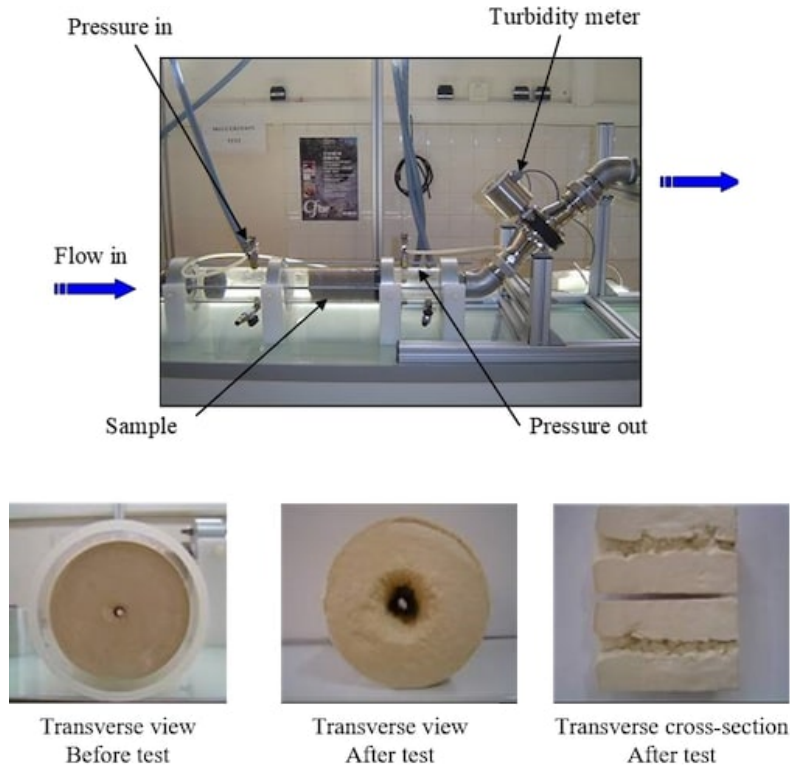 Pressure in
Turbidity meter
Flow in
Sample
Pressure out
Transverse view
Before test
Transverse view
After test
Transverse cross-section
After test